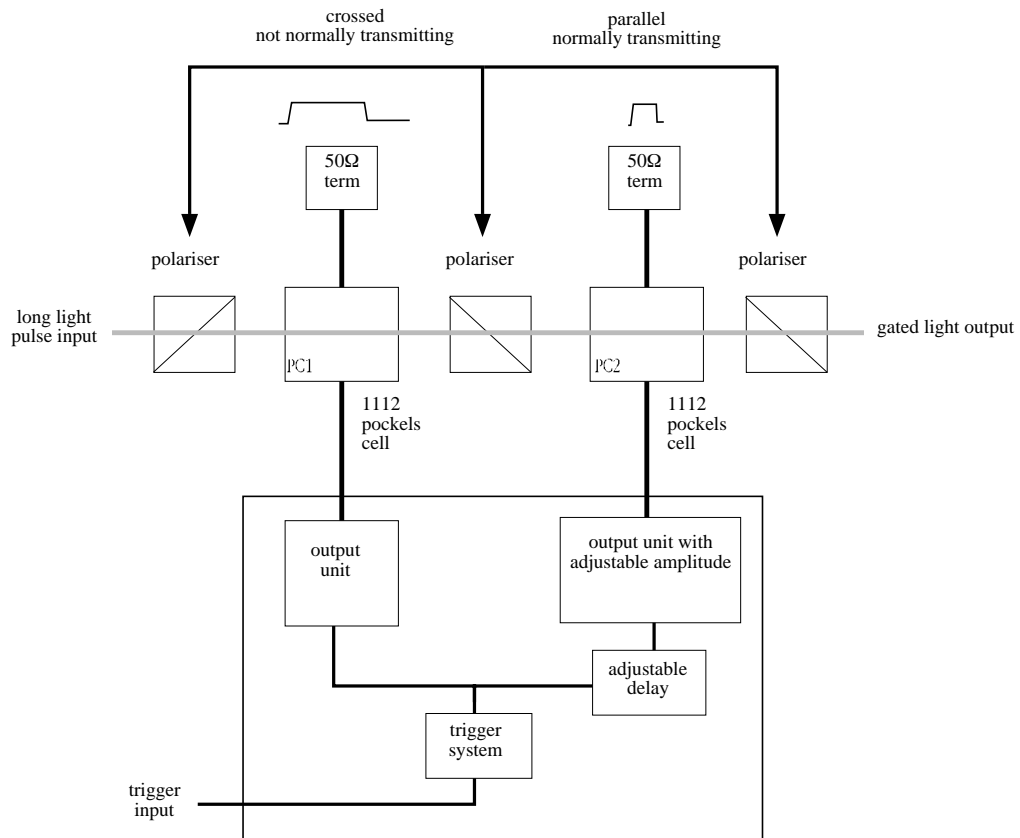 crossed
not normally transmitting
parallel
normally transmitting
50Ω
term
50Ω
term
polariser
polariser
polariser
long light
pulse input
gated light output
PC1
PC2
1112
pockels
cell
1112
pockels
cell
output
unit
output unit with
adjustable amplitude
adjustable
delay
trigger
system
trigger
input